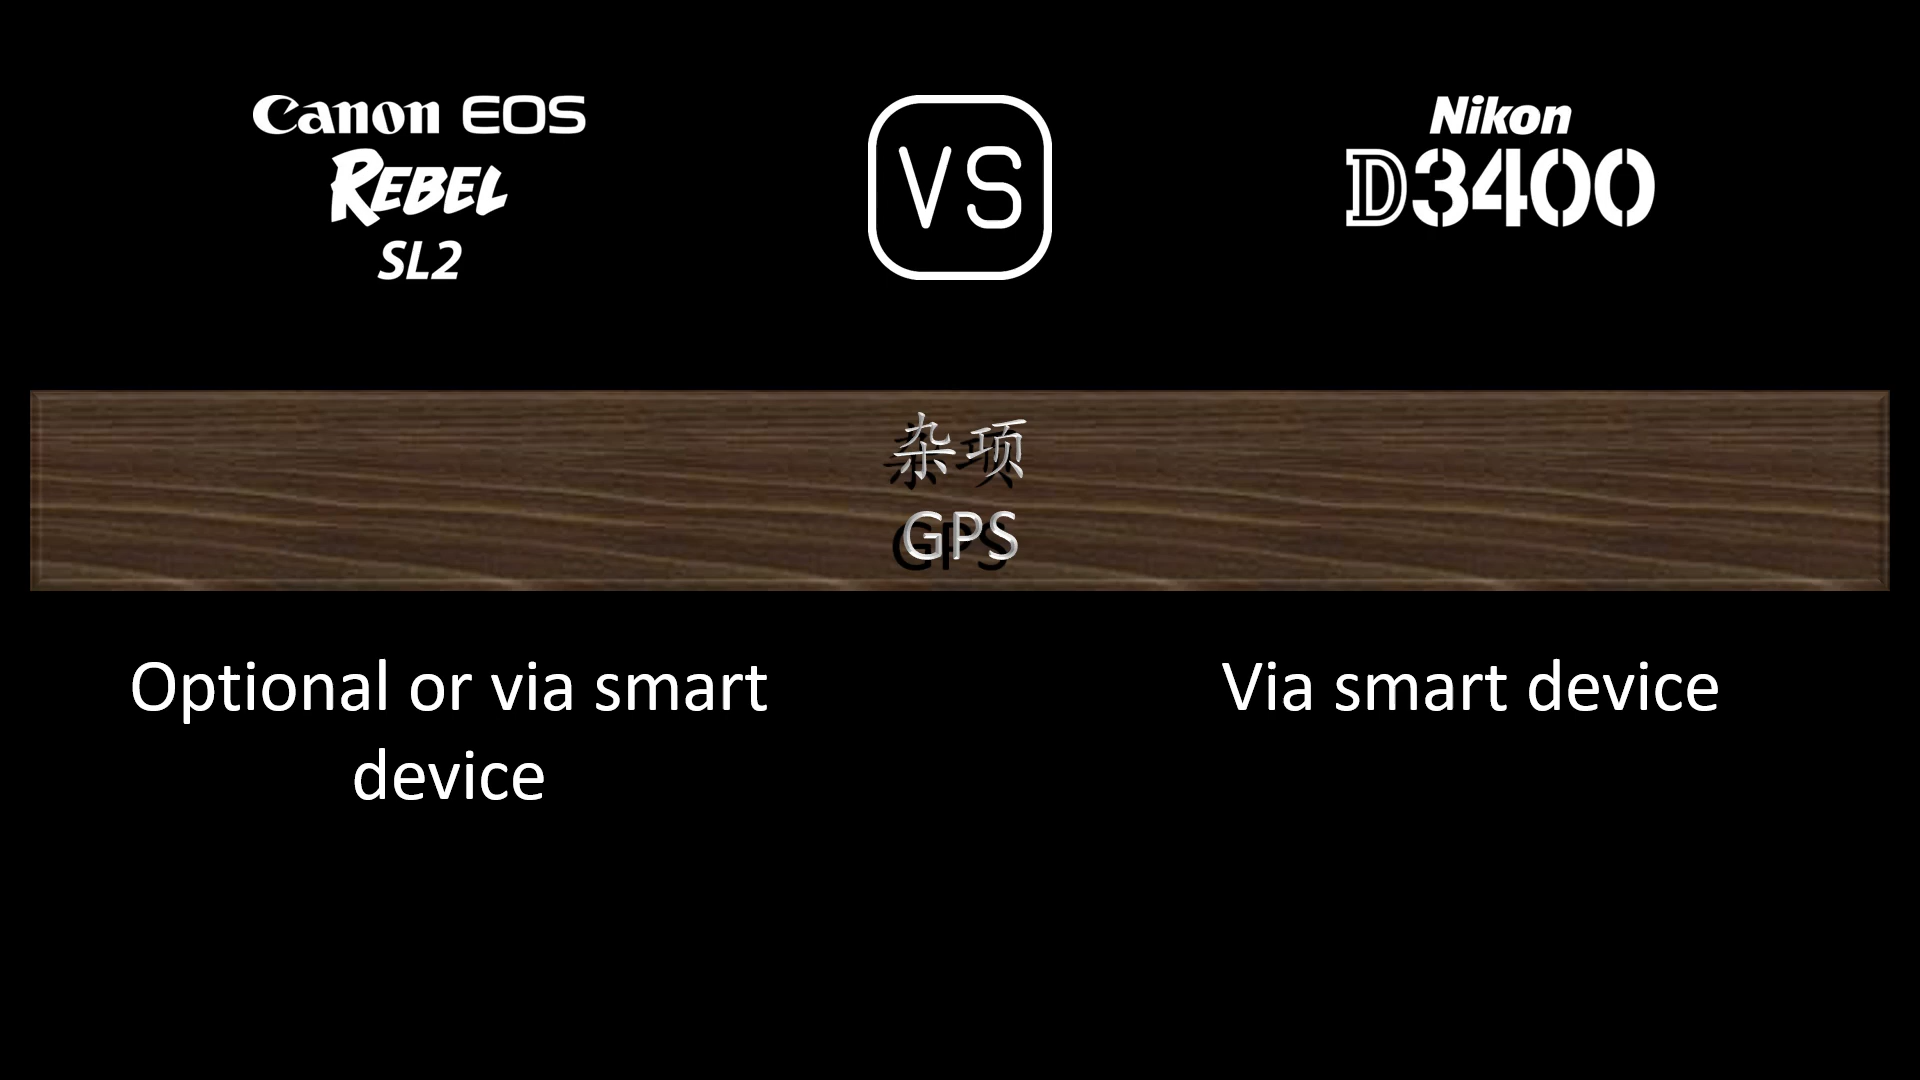 Canon EOS
REBEL
SL2
VS
Nikon
D3400
杂项
GPS
Optional or via smart
device
Via smart device